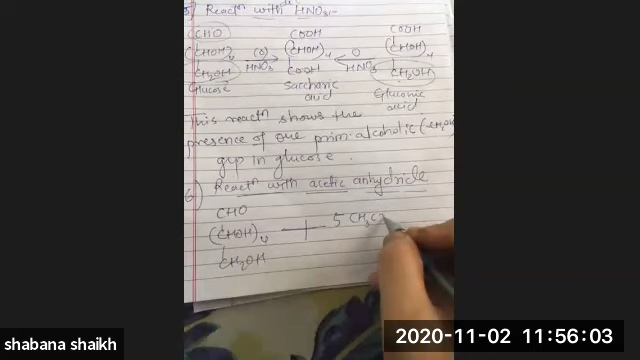 5) Reactn with HNO3:-
CHO COOH COOH
(CHOH)4 (O) (CHOH)4 O (CHOH)4
CH2OH HNO3 COOH HNO3 CH2OH
Glucose Saccharic acid Gluconic acid
This reactn shows the
presence of one prim. alcoholic (-CH2OH
grp in glucose.
6) Reactn with acetic anhydride
CHO
(CHOH)4 + 5 CH3C
CH2OH
shabana shaikh
2020-11-02 11:56:03